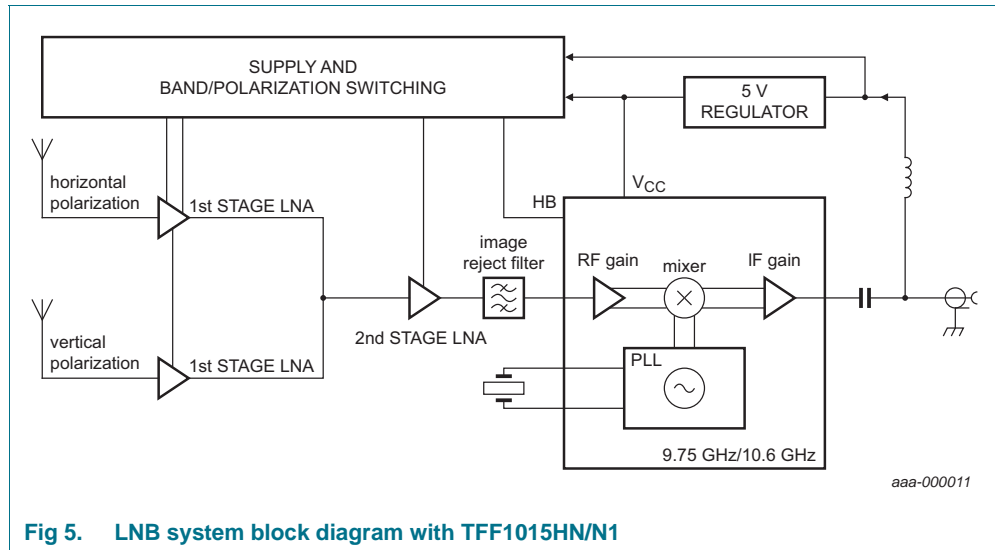 SUPPLY AND
BAND/POLARIZATION SWITCHING
5 V
REGULATOR
horizontal
polarization
1st STAGE LNA
HB
VCC
image
reject filter
RF gain
mixer
IF gain
2nd STAGE LNA
vertical
polarization
1st STAGE LNA
PLL
9.75 GHz/10.6 GHz
aaa-000011
Fig 5. LNB system block diagram with TFF1015HN/N1